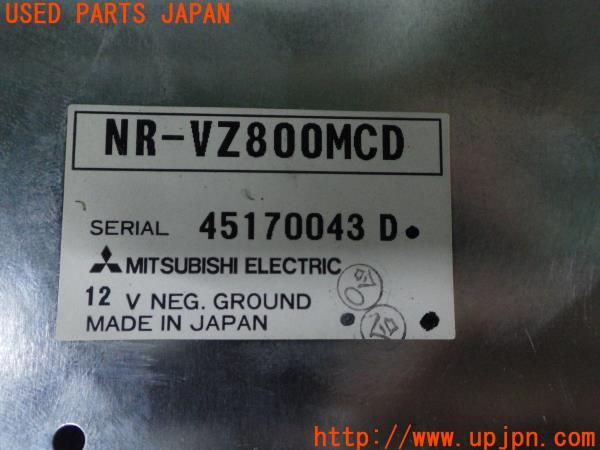 USED PARTS JAPAN
NR-VZ800MCD
SERIAL 45170043 D
MITSUBISHI ELECTRIC
12 V NEG. GROUND
MADE IN JAPAN
http://www.upjpn.com/